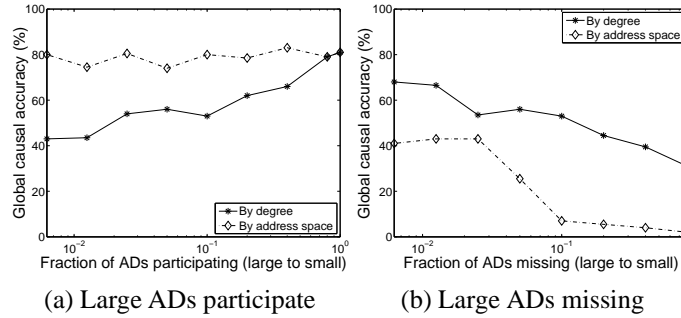 100
80
60
40
20
0
Global causal accuracy (%)
By degree
By address space
10⁻²
10⁻¹
10⁰
Fraction of ADs participating (large to small)
(a) Large ADs participate
100
80
60
40
20
0
Global causal accuracy (%)
By degree
By address space
10⁻²
10⁻¹
Fraction of ADs missing (large to small)
(b) Large ADs missing